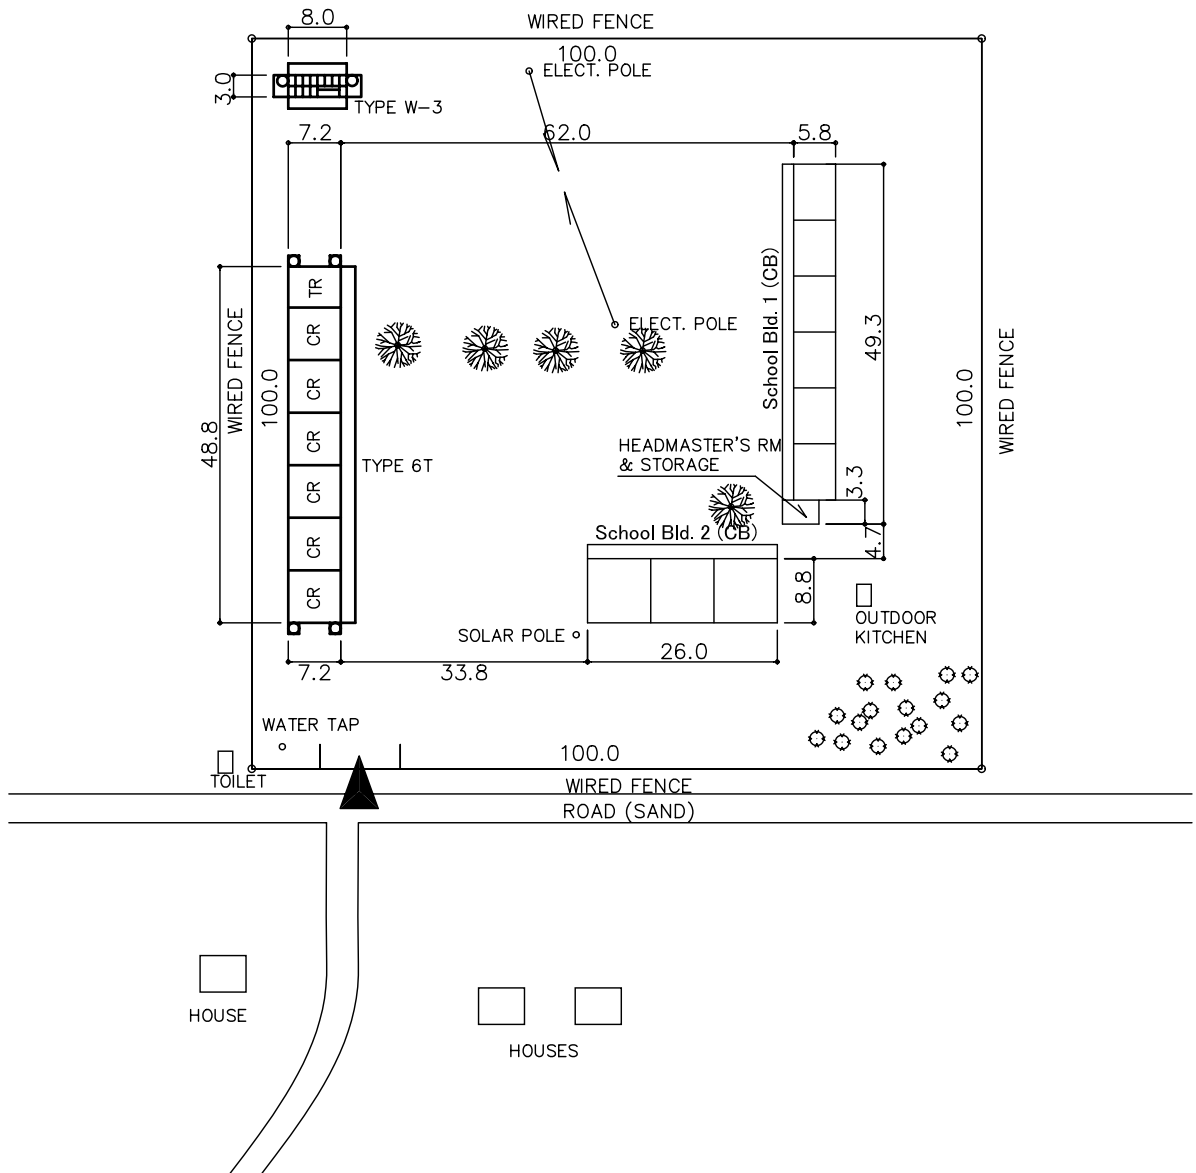 8.0
WIRED FENCE
100.0
ELECT. POLE
3.0
TYPE W-3
7.2
62.0
5.8
TR
CR
CR
CR
CR
CR
CR
TYPE 6T
48.8
WIRED FENCE
100.0
ELECT. POLE
School Bld. 1 (CB)
49.3
100.0
WIRED FENCE
HEADMASTER'S RM
& STORAGE
3.3
4.7
School Bld. 2 (CB)
8.8
OUTDOOR
KITCHEN
SOLAR POLE
26.0
7.2
33.8
WATER TAP
100.0
TOILET
WIRED FENCE
ROAD (SAND)
HOUSE
HOUSES